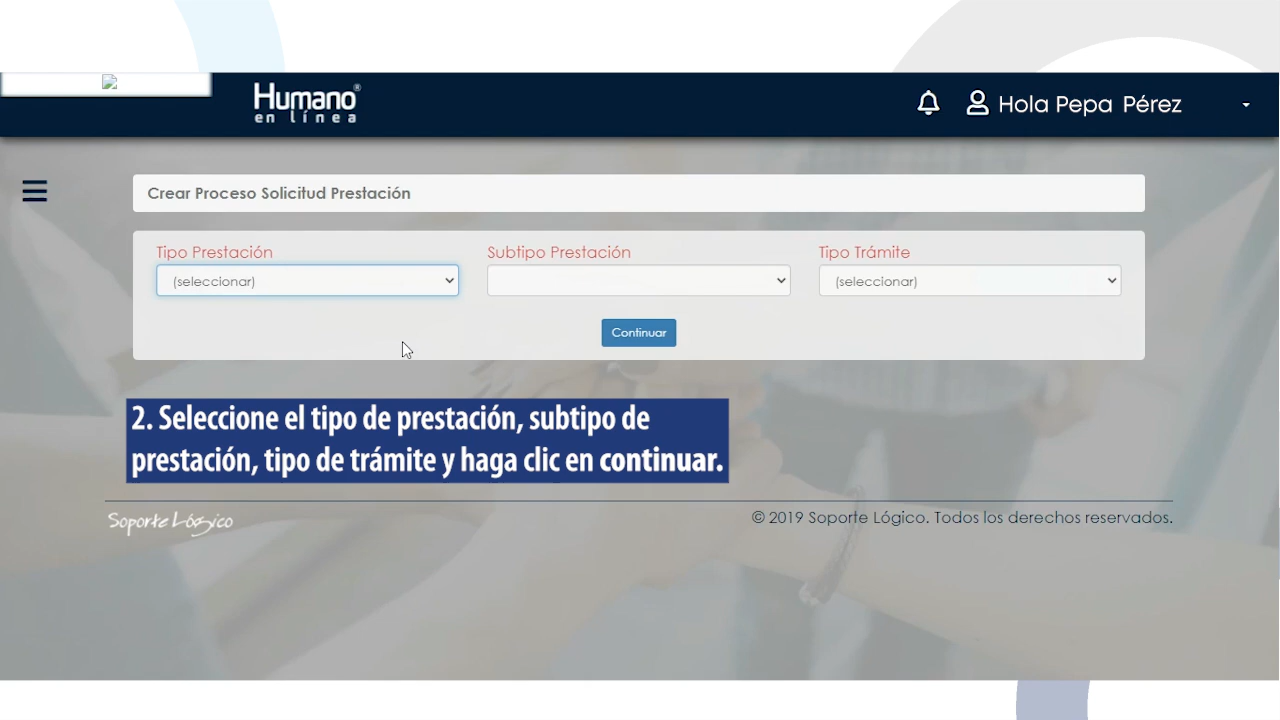 Humano®
en línea
Hola Pepa Pérez
Crear Proceso Solicitud Prestación
Tipo Prestación
Subtipo Prestación
Tipo Trámite
(seleccionar)
(seleccionar)
Continuar
2. Seleccione el tipo de prestación, subtipo de
prestación, tipo de trámite y haga clic en continuar.
Soporte Lógico
© 2019 Soporte Lógico. Todos los derechos reservados.